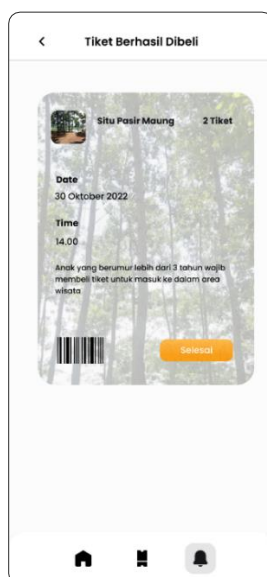 Tiket Berhasil Dibeli
Situ Pasir Maung 2 Tiket
Date
30 Oktober 2022
Time
14.00
Anak yang berumur lebih dari 3 tahun wajib
membeli tiket untuk masuk ke dalam area
wisata
Selesai